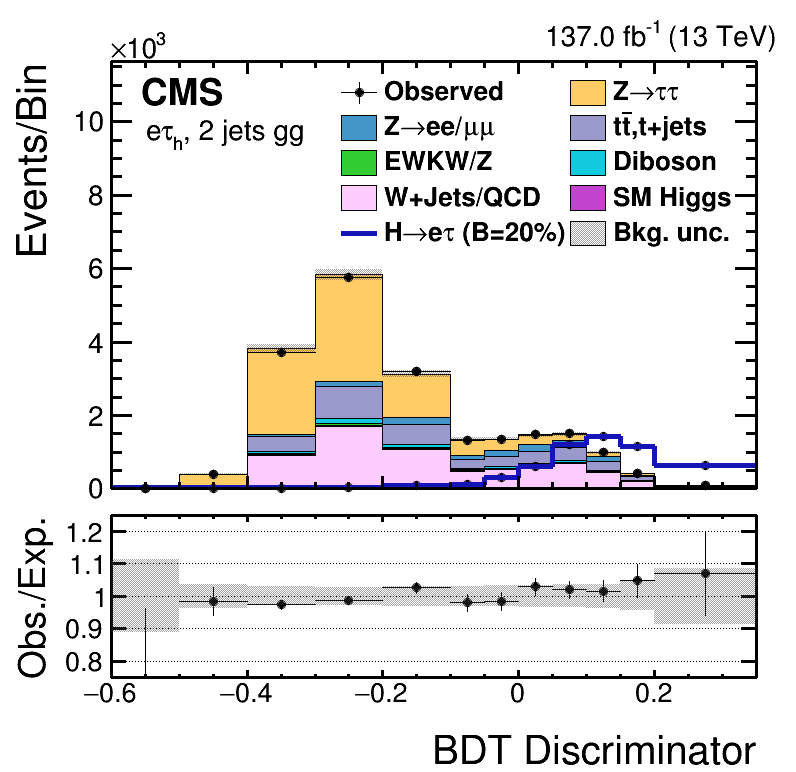 ×10³ 137.0 fb⁻¹ (13 TeV)
Events/Bin
CMS
eτₕ, 2 jets gg
Observed Z→ττ
Z→ee/μμ tt̄,t+jets
EWKW/Z Diboson
W+Jets/QCD SM Higgs
H→eτ (B=20%) Bkg. unc.
10
8
6
4
2
0
Obs./Exp.
1.2
1.1
1
0.9
0.8
−0.6 −0.4 −0.2 0 0.2
BDT Discriminator